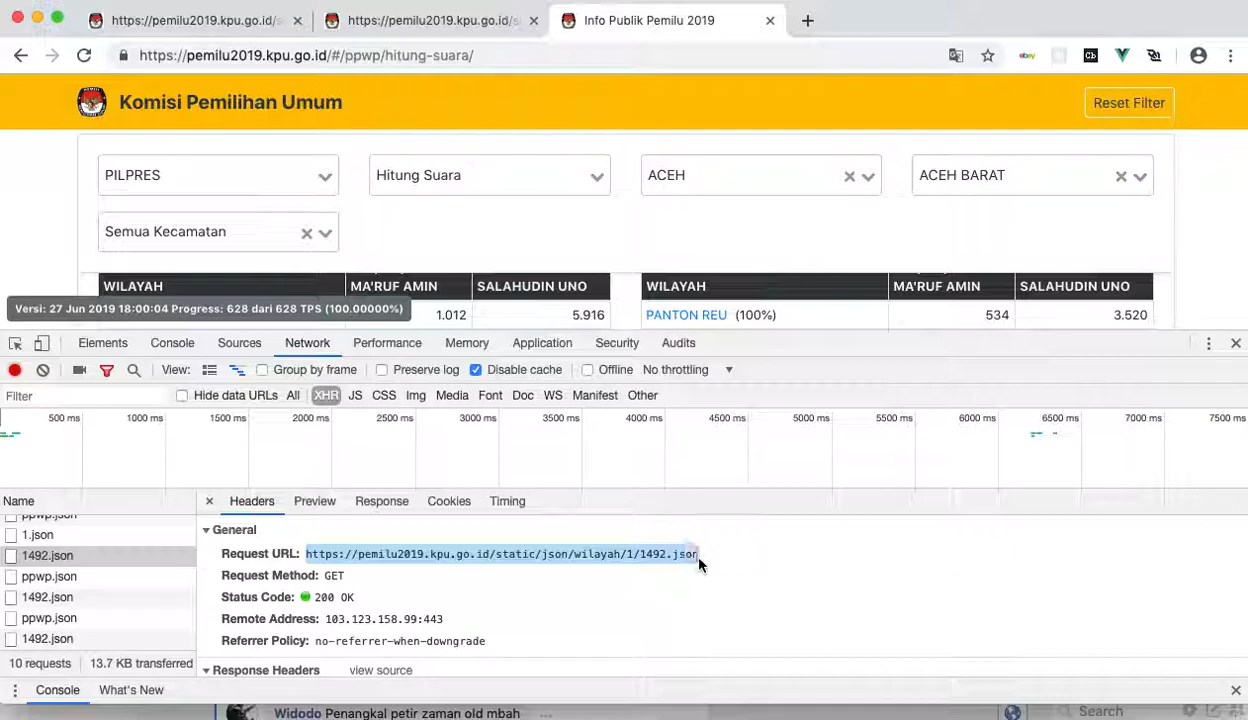 https://pemilu2019.kpu.go.id/s
https://pemilu2019.kpu.go.id/s
Info Publik Pemilu 2019
https://pemilu2019.kpu.go.id/#/ppwp/hitung-suara/
ebay
Cb
Komisi Pemilihan Umum
Reset Filter
PILPRES
Hitung Suara
ACEH
ACEH BARAT
Semua Kecamatan
WILAYAH MA'RUF AMIN SALAHUDIN UNO
WILAYAH MA'RUF AMIN SALAHUDIN UNO
Versi: 27 Jun 2019 18:00:04 Progress: 628 dari 628 TPS (100.00000%)
1.012 5.916
PANTON REU (100%) 534 3.520
Elements Console Sources Network Performance Memory Application Security Audits
View: Group by frame Preserve log Disable cache Offline No throttling
Filter Hide data URLs All XHR JS CSS Img Media Font Doc WS Manifest Other
500 ms 1000 ms 1500 ms 2000 ms 2500 ms 3000 ms 3500 ms 4000 ms 4500 ms 5000 ms 5500 ms 6000 ms 6500 ms 7000 ms 7500 ms
Name
Headers Preview Response Cookies Timing
ppwp.json
1.json
1492.json
ppwp.json
1492.json
ppwp.json
1492.json
General
Request URL: https://pemilu2019.kpu.go.id/static/json/wilayah/1/1492.json
Request Method: GET
Status Code: 200 OK
Remote Address: 103.123.158.99:443
Referrer Policy: no-referrer-when-downgrade
Response Headers view source
10 requests 13.7 KB transferred
Console What's New
Widodo Penangkal petir zaman old mbah ...
Search